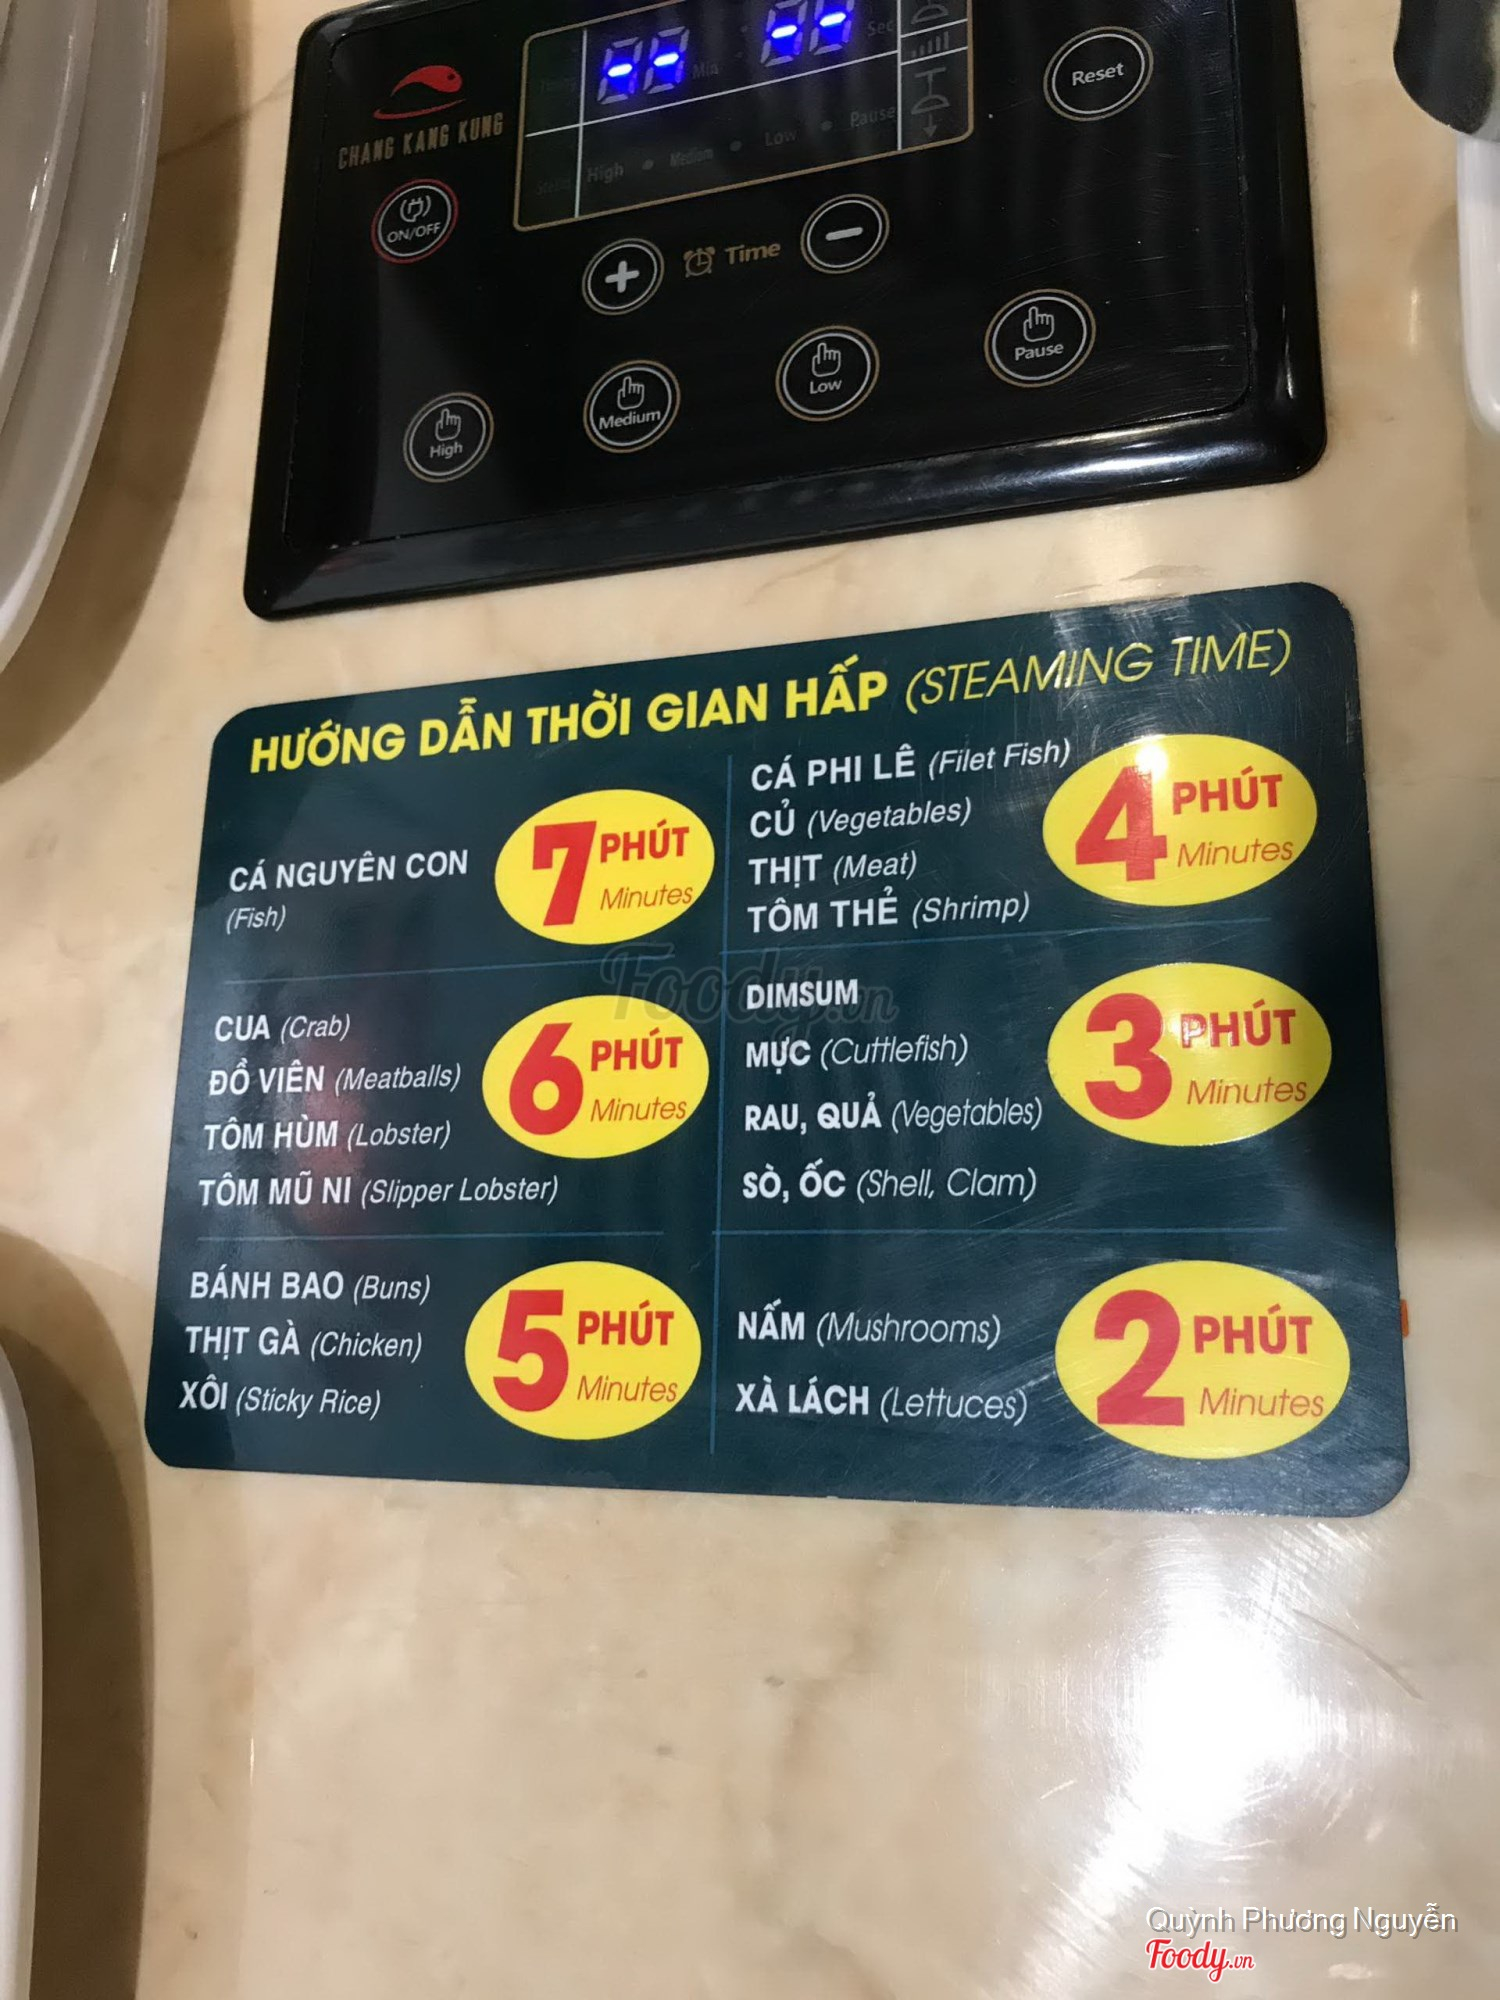 CHANG KANG KUNG
Min Sec
High • Medium • Low • Pause
Reset
ON/OFF
+ Time −
High
Medium
Low
Pause
HƯỚNG DẪN THỜI GIAN HẤP (STEAMING TIME)
CÁ NGUYÊN CON
(Fish)
7 PHÚT
Minutes
CUA (Crab)
ĐỒ VIÊN (Meatballs)
TÔM HÙM (Lobster)
TÔM MŨ NI (Slipper Lobster)
6 PHÚT
Minutes
BÁNH BAO (Buns)
THỊT GÀ (Chicken)
XÔI (Sticky Rice)
5 PHÚT
Minutes
CÁ PHI LÊ (Filet Fish)
CỦ (Vegetables)
THỊT (Meat)
TÔM THẺ (Shrimp)
4 PHÚT
Minutes
DIMSUM
MỰC (Cuttlefish)
RAU, QUẢ (Vegetables)
SÒ, ỐC (Shell, Clam)
3 PHÚT
Minutes
NẤM (Mushrooms)
XÀ LÁCH (Lettuces)
2 PHÚT
Minutes
Foody.vn
Quỳnh Phương Nguyễn
Foody.vn